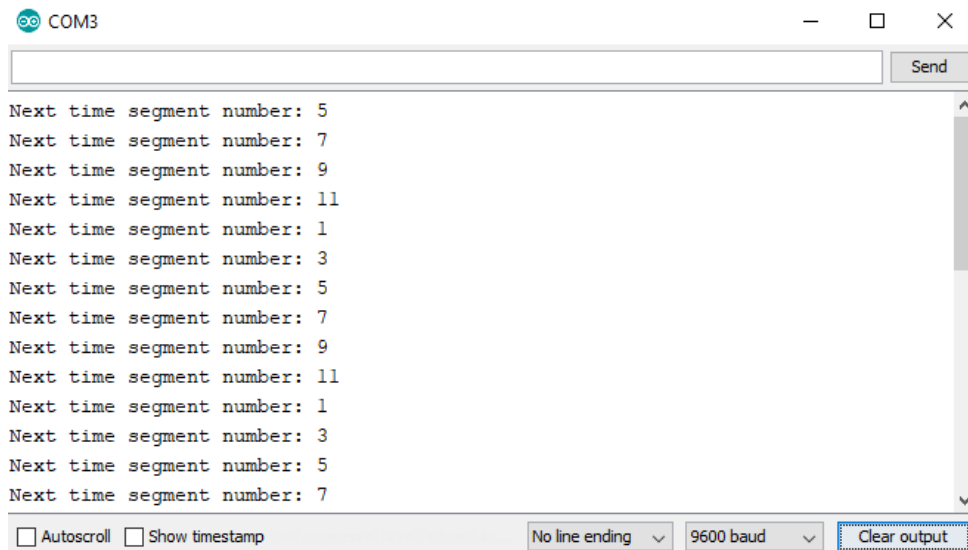 COM3
Send
Next time segment number: 5
Next time segment number: 7
Next time segment number: 9
Next time segment number: 11
Next time segment number: 1
Next time segment number: 3
Next time segment number: 5
Next time segment number: 7
Next time segment number: 9
Next time segment number: 11
Next time segment number: 1
Next time segment number: 3
Next time segment number: 5
Next time segment number: 7
Autoscroll Show timestamp No line ending 9600 baud Clear output